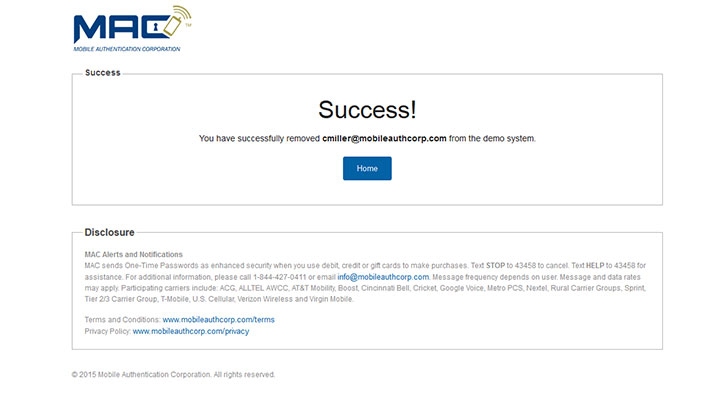 MAC TM
MOBILE AUTHENTICATION CORPORATION
Success
Success!
You have successfully removed cmiller@mobileauthcorp.com from the demo system.
Home
Disclosure
MAC Alerts and Notifications
MAC sends One-Time Passwords as enhanced security when you use debit, credit or gift cards to make purchases. Text STOP to 43458 to cancel. Text HELP to 43458 for
assistance. For additional information, please call 1-844-427-0411 or email info@mobileauthcorp.com. Message frequency depends on user. Message and data rates
may apply. Participating carriers include: ACG, ALLTEL AWCC, AT&T Mobility, Boost, Cincinnati Bell, Cricket, Google Voice, Metro PCS, Nextel, Rural Carrier Groups, Sprint,
Tier 2/3 Carrier Group, T-Mobile, U.S. Cellular, Verizon Wireless and Virgin Mobile.
Terms and Conditions: www.mobileauthcorp.com/terms
Privacy Policy: www.mobileauthcorp.com/privacy
© 2015 Mobile Authentication Corporation. All rights reserved.